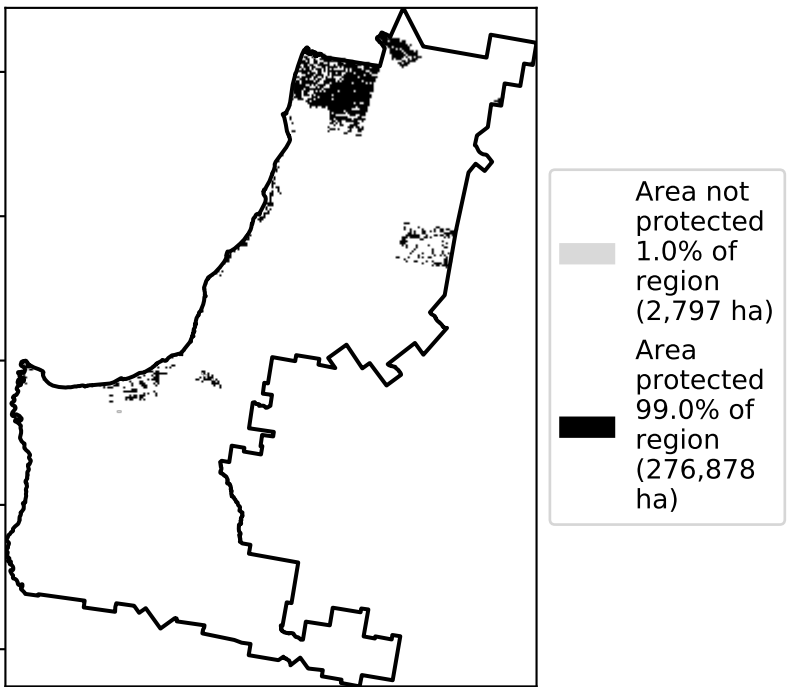 Area not
protected
1.0% of
region
(2,797 ha)
Area
protected
99.0% of
region
(276,878
ha)